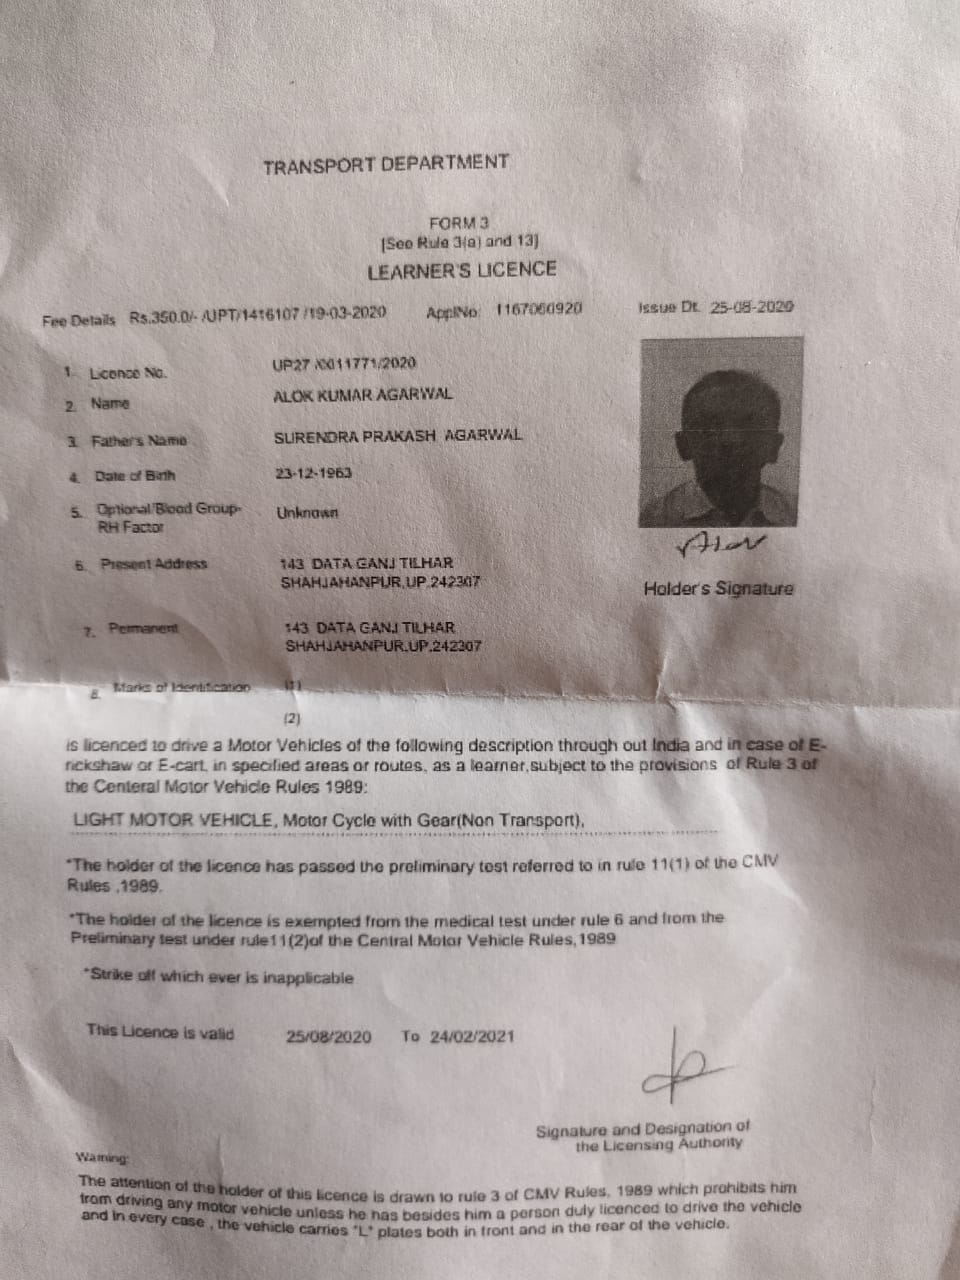 TRANSPORT DEPARTMENT
FORM 3
[See Rule 3(a) and 13]
LEARNER'S LICENCE
Fee Details Rs.350.0/- /UPT/1416107 /19-03-2020 ApplNo: 1167060920 Issue Dt. 25-08-2020
1. License No. UP27 /0011771/2020
2. Name ALOK KUMAR AGARWAL
3. Father's Name SURENDRA PRAKASH AGARWAL
4. Date of Birth 23-12-1963
5. Optional/Blood Group- Unknown
RH Factor
6. Present Address 143 DATA GANJ TILHAR
SHAHJAHANPUR,UP,242307
7. Permanent 143 DATA GANJ TILHAR
SHAHJAHANPUR,UP,242307
8. Marks of Identification (1)
(2)
Holder's Signature
is licenced to drive a Motor Vehicles of the following description through out India and in case of E-
rickshaw or E-cart, in specified areas or routes, as a learner,subject to the provisions of Rule 3 of
the Centeral Motor Vehicle Rules 1989:
LIGHT MOTOR VEHICLE, Motor Cycle with Gear(Non Transport),
*The holder of the licence has passed the preliminary test referred to in rule 11(1) of the CMV
Rules ,1989.
*The holder of the licence is exempted from the medical test under rule 6 and from the
Preliminary test under rule11(2)of the Central Motor Vehicle Rules,1989
*Strike off which ever is inapplicable
This Licence is valid 25/08/2020 To 24/02/2021
Signature and Designation of
the Licensing Authority
Warning:
The attention of the holder of this licence is drawn to rule 3 of CMV Rules, 1989 which prohibits him
from driving any motor vehicle unless he has besides him a person duly licenced to drive the vehicle
and in every case , the vehicle carries "L" plates both in front and in the rear of the vehicle.